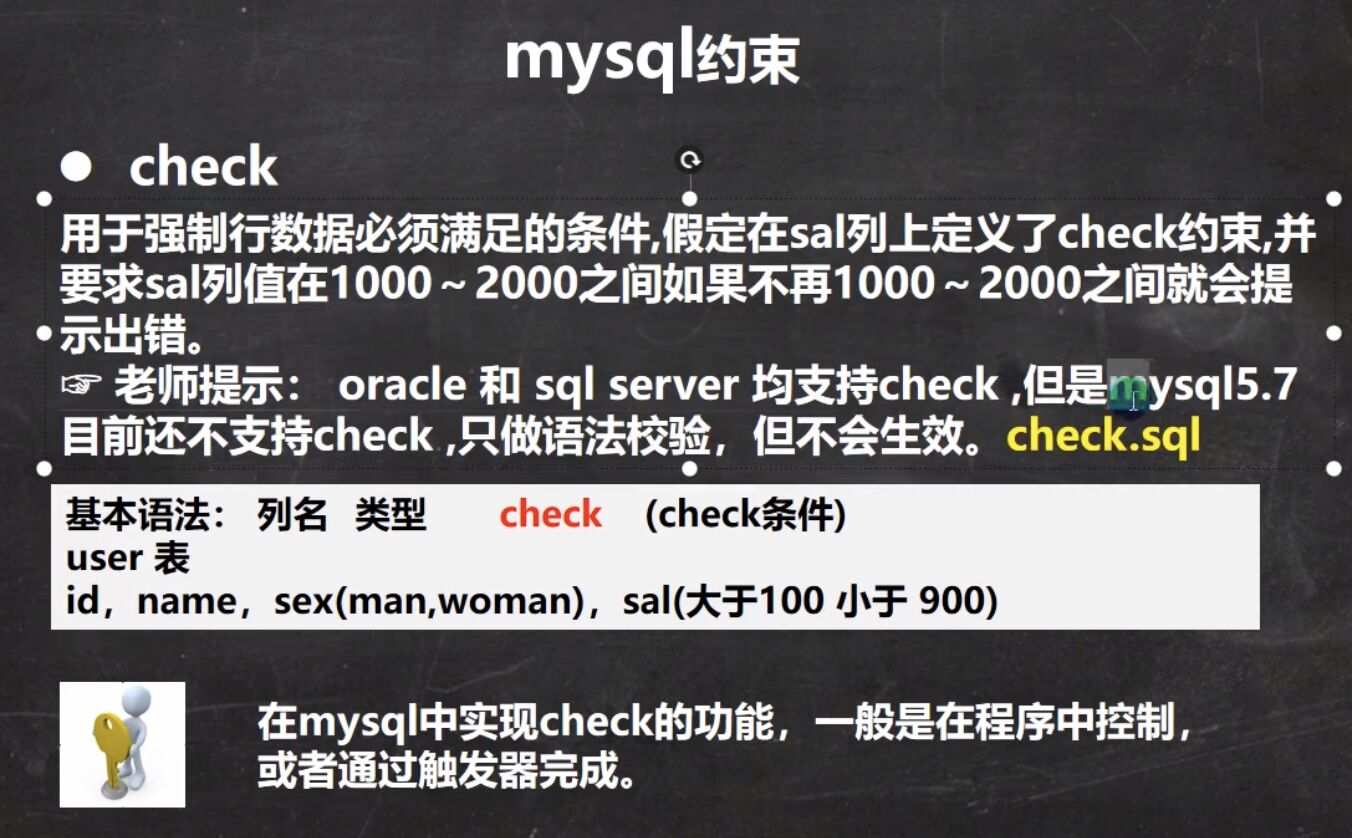 mysql约束
● check
用于强制行数据必须满足的条件,假定在sal列上定义了check约束,并
要求sal列值在1000～2000之间如果不再1000～2000之间就会提
示出错。
☞ 老师提示： oracle 和 sql server 均支持check ,但是mysql5.7
目前还不支持check ,只做语法校验，但不会生效。check.sql
基本语法： 列名 类型 check (check条件)
user 表
id，name，sex(man,woman)，sal(大于100 小于 900)
在mysql中实现check的功能，一般是在程序中控制，
或者通过触发器完成。